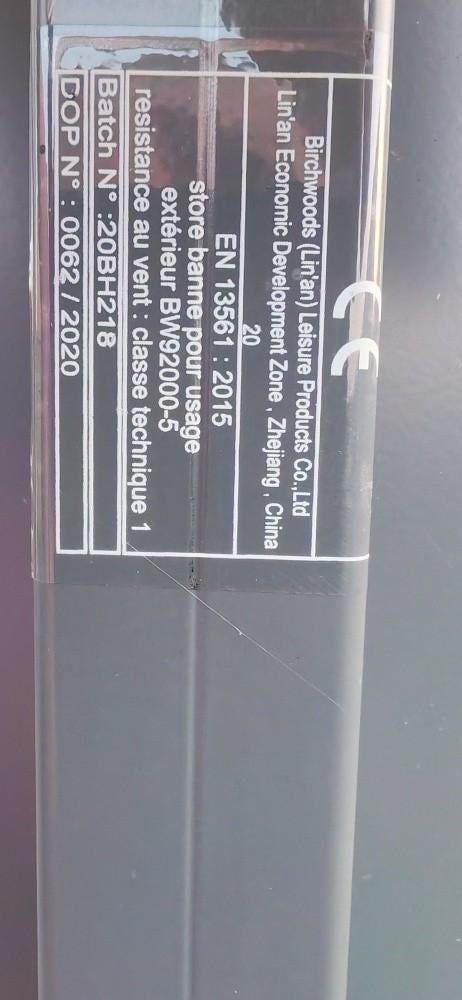 CE
Birchwoods (Lin'an) Leisure Products Co.,Ltd
Lin'an Economic Development Zone , Zhejiang , China
20
EN 13561 : 2015
store banne pour usage
extérieur BW92000-5
resistance au vent : classe technique 1
Batch N° :20BH218
DOP N° : 0062 / 2020